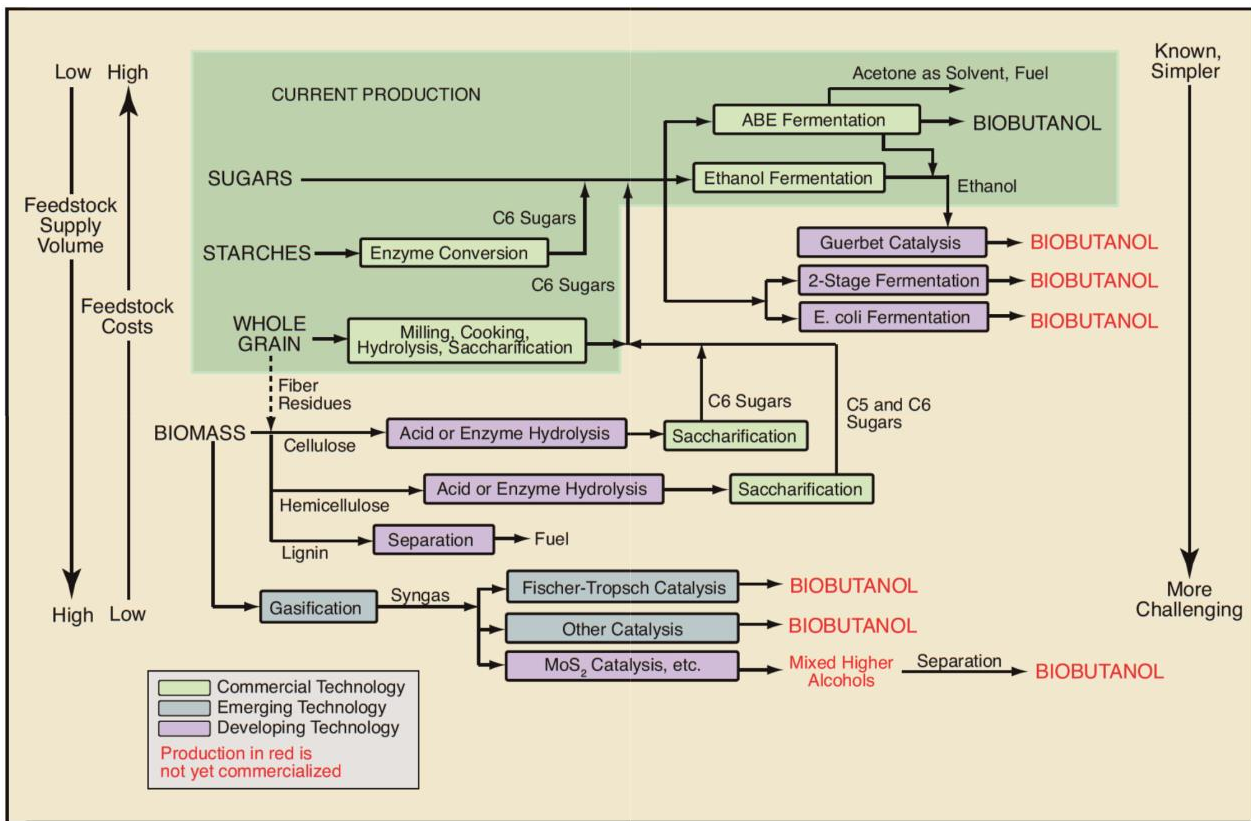 Low
High
Known,
Simpler
CURRENT PRODUCTION
Acetone as Solvent, Fuel
ABE Fermentation
BIOBUTANOL
SUGARS
Ethanol Fermentation
Ethanol
Feedstock
Supply
Volume
C6 Sugars
STARCHES
Enzyme Conversion
Guerbet Catalysis
BIOBUTANOL
C6 Sugars
2-Stage Fermentation
BIOBUTANOL
Feedstock
Costs
E. coli Fermentation
BIOBUTANOL
WHOLE
GRAIN
Milling, Cooking,
Hydrolysis, Saccharification
Fiber
Residues
C6 Sugars
C5 and C6
Sugars
BIOMASS
Cellulose
Acid or Enzyme Hydrolysis
Saccharification
Hemicellulose
Acid or Enzyme Hydrolysis
Saccharification
Lignin
Separation
Fuel
High
Low
More
Challenging
Gasification
Syngas
Fischer-Tropsch Catalysis
BIOBUTANOL
Other Catalysis
BIOBUTANOL
MoS2 Catalysis, etc.
Mixed Higher
Alcohols
Separation
BIOBUTANOL
Commercial Technology
Emerging Technology
Developing Technology
Production in red is
not yet commercialized